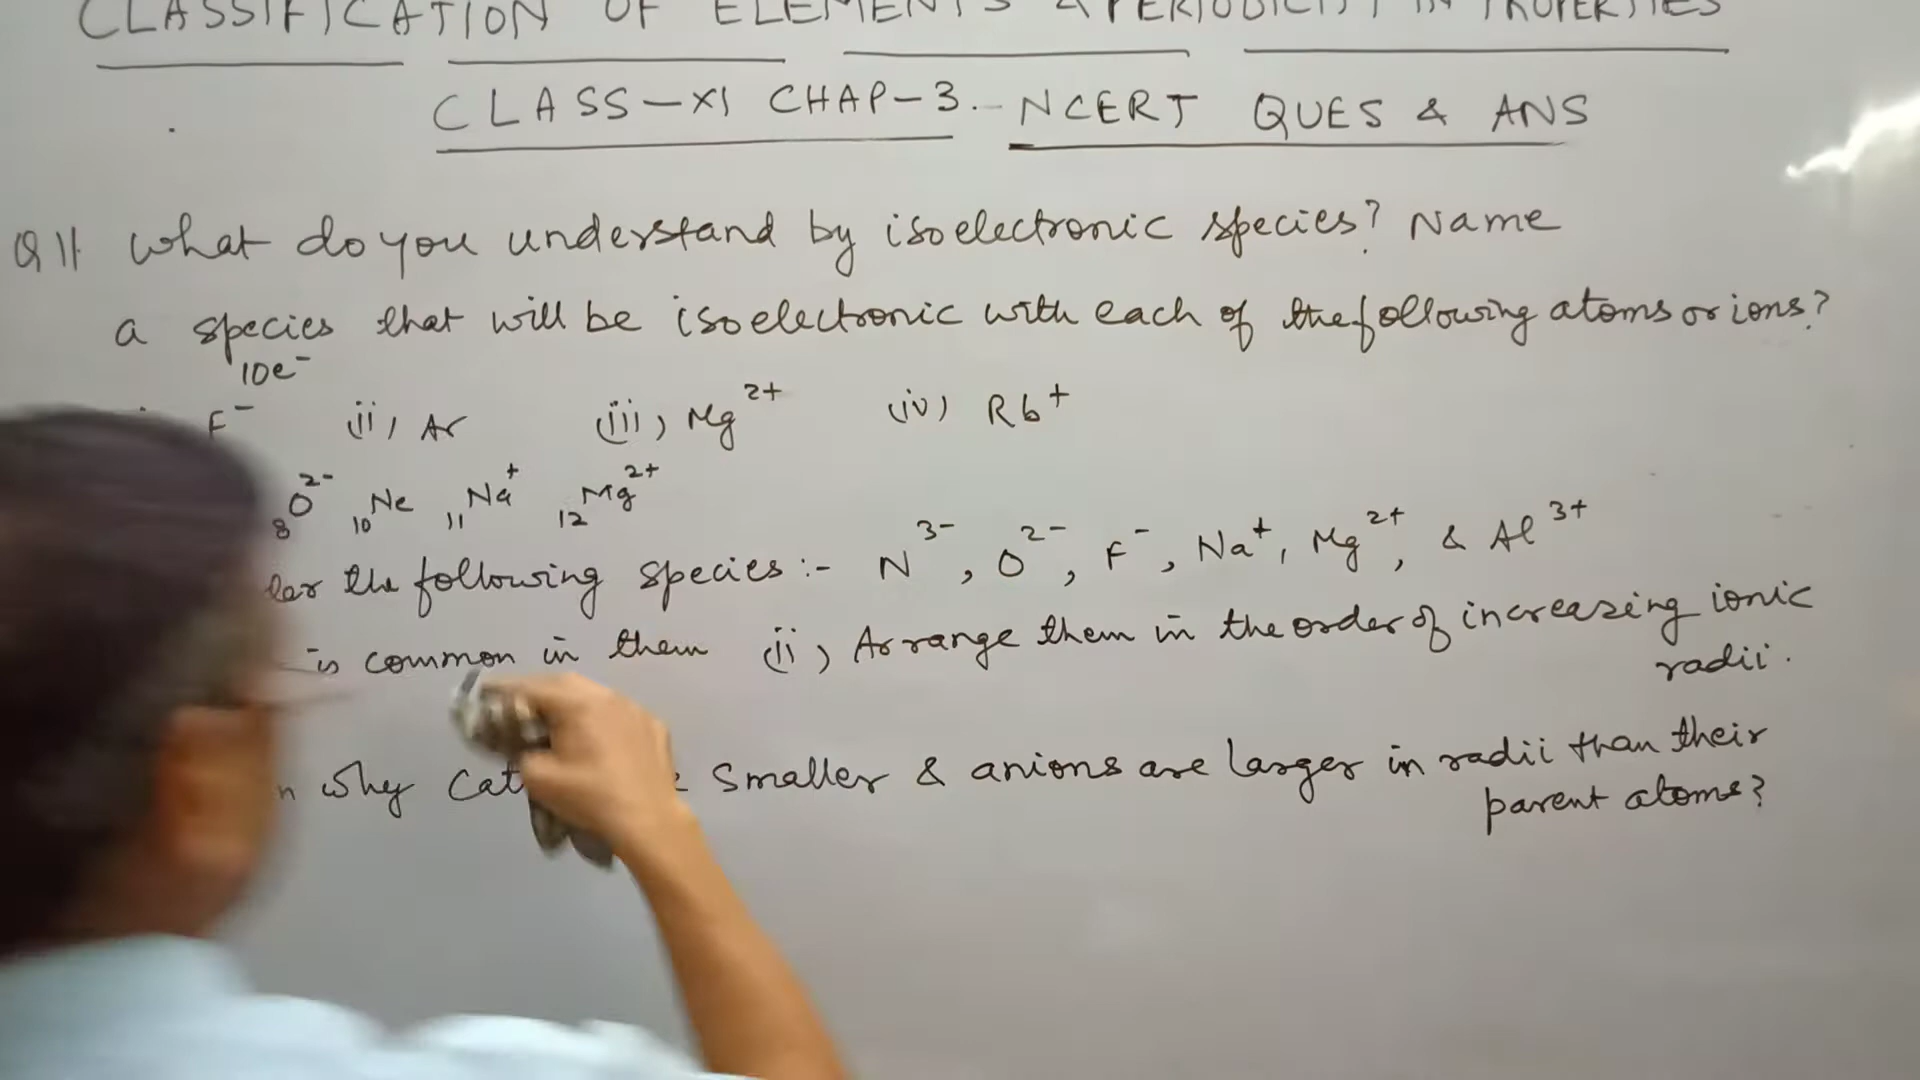 CLASSIFICATION OF ELEMENTS & PERIODICITY IN PROPERTIES
CLASS-XI CHAP-3. NCERT QUES & ANS
Q11 What do you understand by isoelectronic species? Name
a species that will be isoelectronic with each of the following atoms or ions?
10e⁻
F⁻ (ii) Ar (iii) Mg²⁺ (iv) Rb⁺
₈O²⁻ ₁₀Ne ₁₁Na⁺ ₁₂Mg²⁺
the following species :- N³⁻, O²⁻, F⁻, Na⁺, Mg²⁺, & Al³⁺
is common in them (ii) Arrange them in the order of increasing ionic
radii.
why smaller & anions are larger in radii than their
parent atoms?